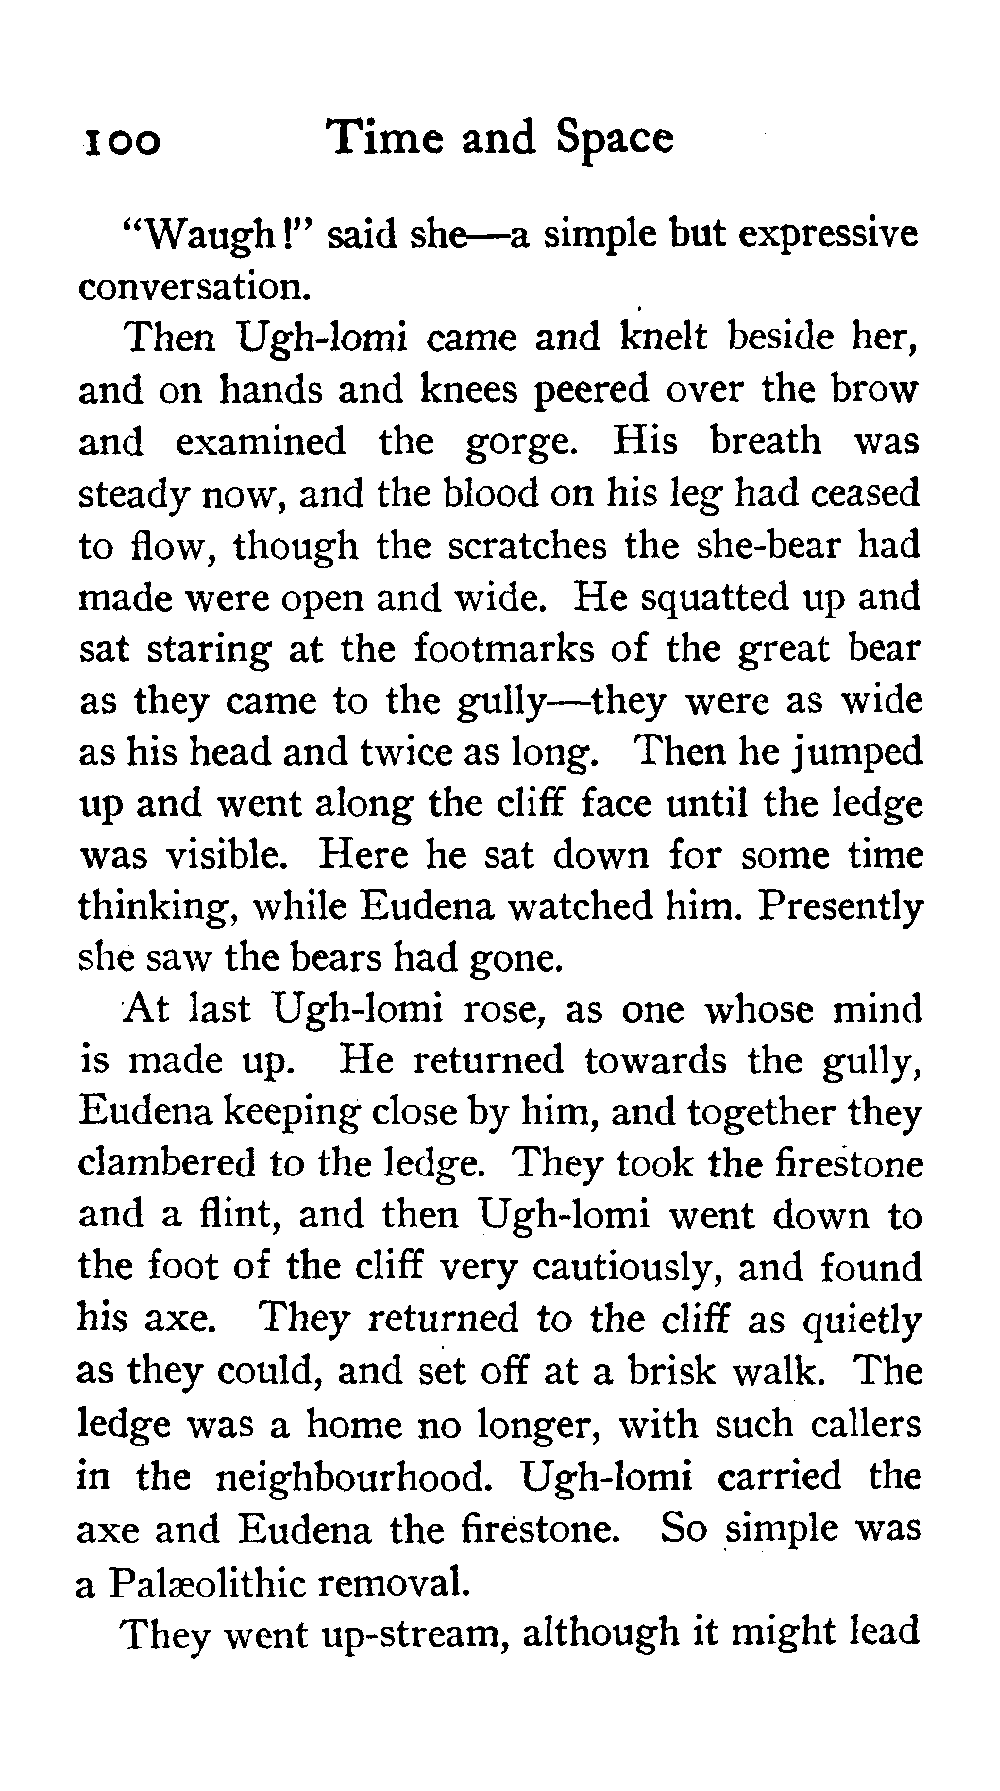 100 Time and Space
“Waugh!” said she—a simple but expressive
conversation.
Then Ugh-lomi came and knelt beside her,
and on hands and knees peered over the brow
and examined the gorge. His breath was
steady now, and the blood on his leg had ceased
to flow, though the scratches the she-bear had
made were open and wide. He squatted up and
sat staring at the footmarks of the great bear
as they came to the gully—they were as wide
as his head and twice as long. Then he jumped
up and went along the cliff face until the ledge
was visible. Here he sat down for some time
thinking, while Eudena watched him. Presently
she saw the bears had gone.
At last Ugh-lomi rose, as one whose mind
is made up. He returned towards the gully,
Eudena keeping close by him, and together they
clambered to the ledge. They took the firestone
and a flint, and then Ugh-lomi went down to
the foot of the cliff very cautiously, and found
his axe. They returned to the cliff as quietly
as they could, and set off at a brisk walk. The
ledge was a home no longer, with such callers
in the neighbourhood. Ugh-lomi carried the
axe and Eudena the firestone. So simple was
a Palæolithic removal.
They went up-stream, although it might lead